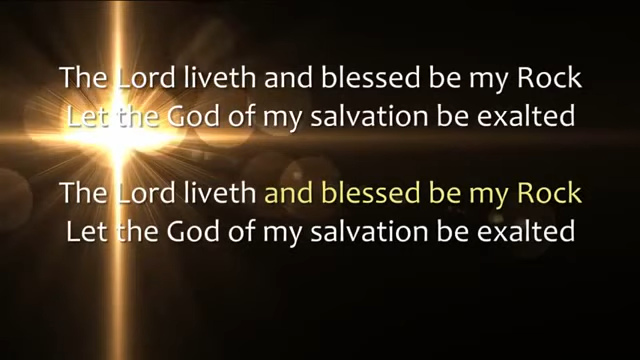 The Lord liveth and blessed be my Rock
Let the God of my salvation be exalted
The Lord liveth and blessed be my Rock
Let the God of my salvation be exalted